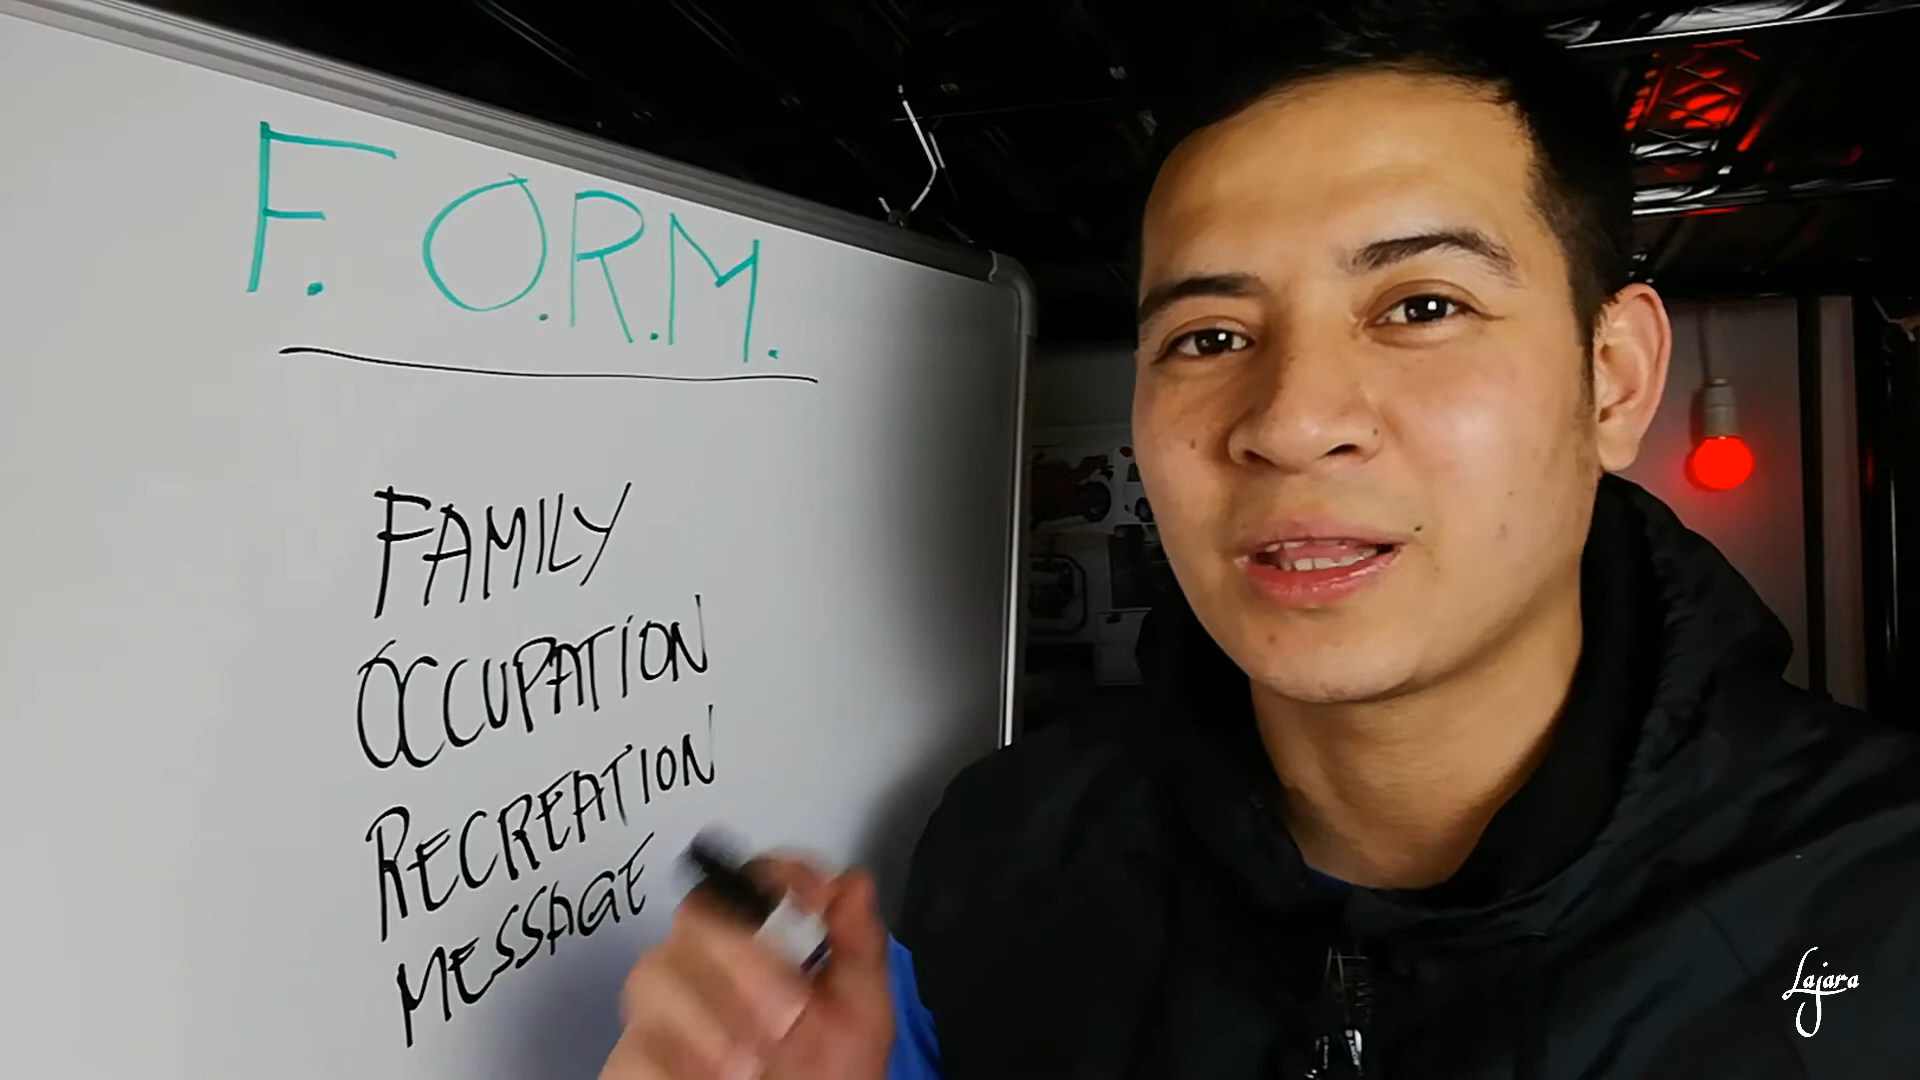 F. O.R.M.
FAMILY
OCCUPATION
RECREATION
MESSAGE
Lajara